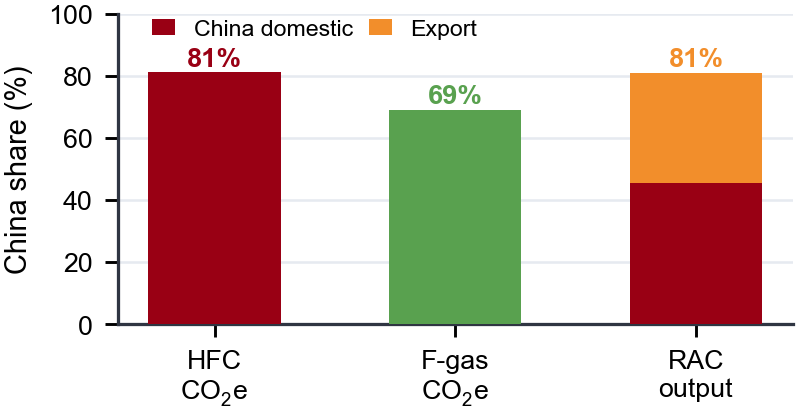 China share (%)
100
80
60
40
20
0
China domestic
Export
81%
69%
81%
HFC
CO₂e
F-gas
CO₂e
RAC
output